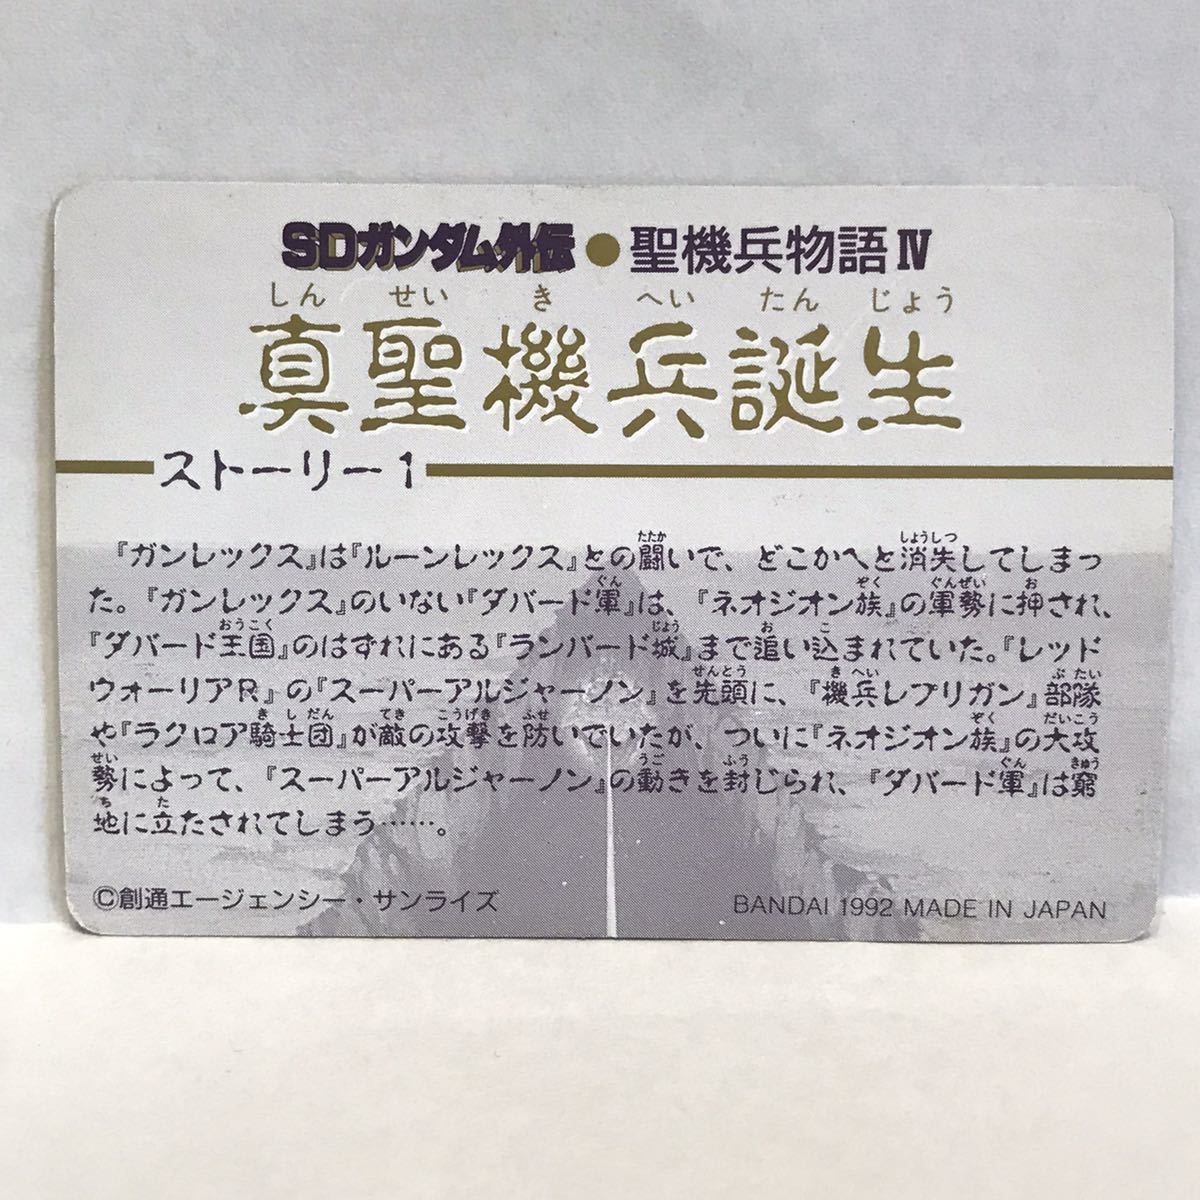 SDガンダム外伝●聖機兵物語Ⅳ
しんせいきへいたんじょう
真聖機兵誕生
ストーリー1
『ガンレックス』は『ルーンレックス』との闘いで、どこかへと消失してしまっ
た。『ガンレックス』のいない『ダバード軍』は、『ネオジオン族』の軍勢に押され、
『ダバード王国』のはずれにある『ランバード城』まで追い込まれていた。『レッド
ウォーリアR』の『スーパーアルジャーノン』を先頭に、『機兵レプリガン』部隊
や『ラクロア騎士団』が敵の攻撃を防いでいたが、ついに『ネオジオン族』の大攻
勢によって、『スーパーアルジャーノン』の動きを封じられ、『ダバード軍』は窮
地に立たされてしまう……。
©創通エージェンシー・サンライズ
BANDAI 1992 MADE IN JAPAN